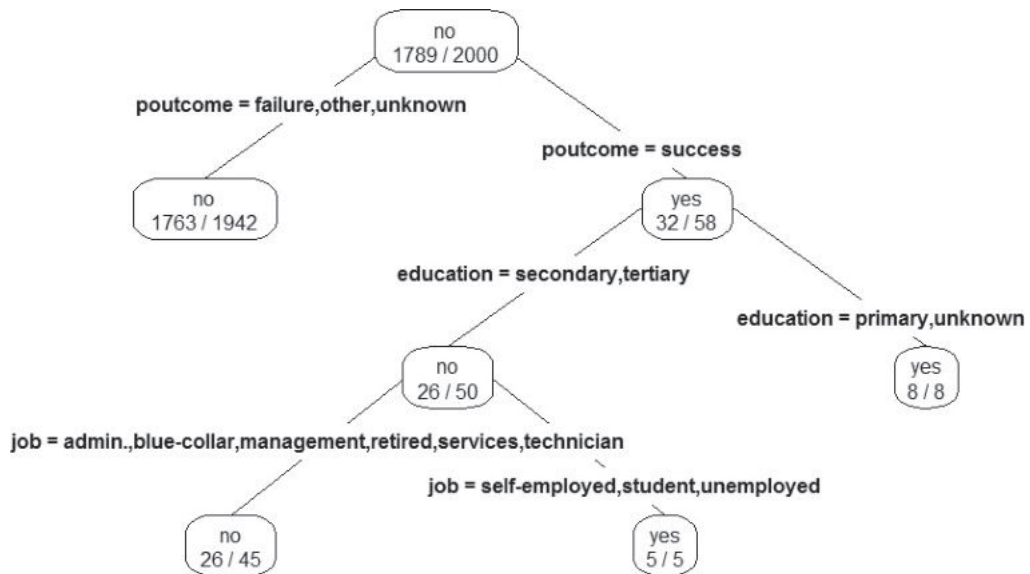 no
1789 / 2000
poutcome = failure,other,unknown
poutcome = success
no
1763 / 1942
yes
32 / 58
education = secondary,tertiary
education = primary,unknown
no
26 / 50
yes
8 / 8
job = admin.,blue-collar,management,retired,services,technician
job = self-employed,student,unemployed
no
26 / 45
yes
5 / 5